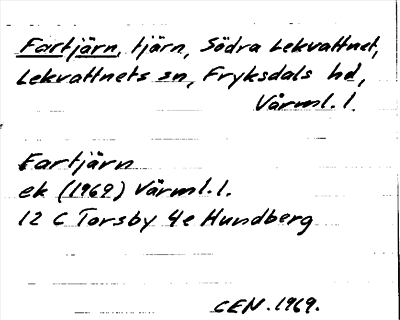 Fartjärn, tjärn, Södra Lekvattnet,
Lekvattnets sn, Fryksdals hd,
Värml. l.
Fartjärn
ek (1969) Värml. l.
12 C Torsby 4e Hundberg
CEN. 1969.